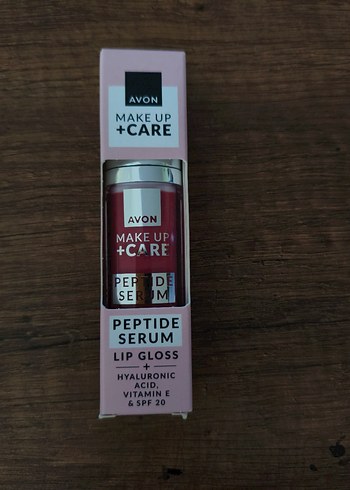 AVON
MAKE UP
+CARE
AVON
MAKE UP
+CARE
PEPTIDE
SERUM
PEPTIDE
SERUM
LIP GLOSS
+
HYALURONIC
ACID,
VITAMIN E
& SPF 20